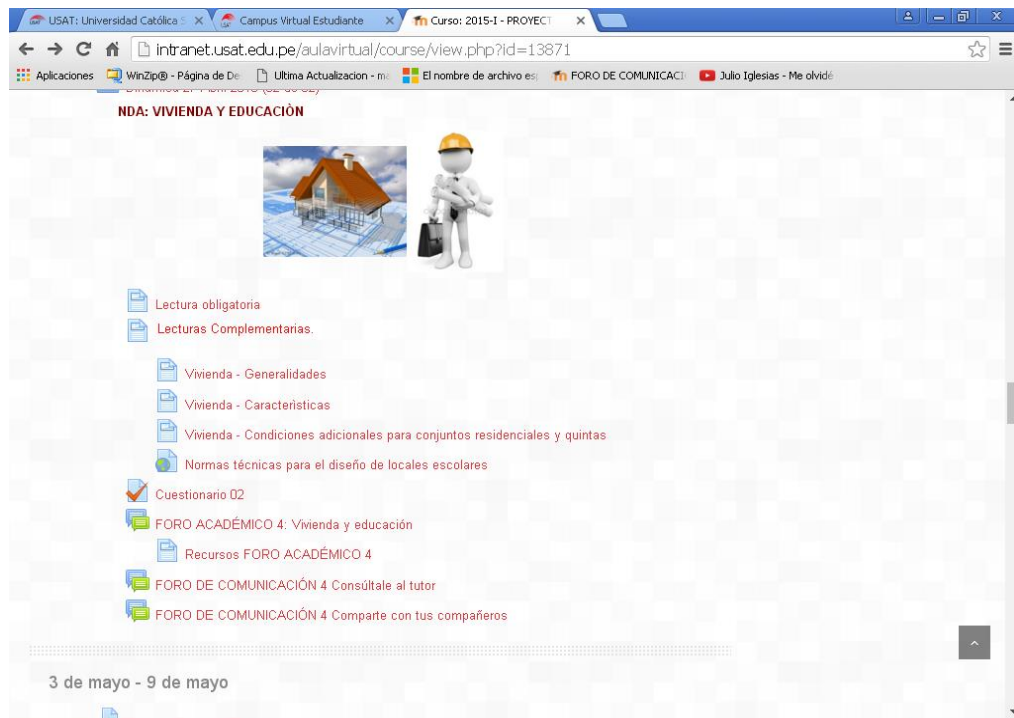 USAT: Universidad Católica S
Campus Virtual Estudiante
Curso: 2015-I - PROYECT
intranet.usat.edu.pe/aulavirtual/course/view.php?id=13871
Aplicaciones
WinZip® - Página de De
Ultima Actualizacion - mo
El nombre de archivo esp
FORO DE COMUNICACI
Julio Iglesias - Me olvidé
NDA: VIVIENDA Y EDUCACIÒN
Lectura obligatoria
Lecturas Complementarias.
Vivienda - Generalidades
Vivienda - Caracterìsticas
Vivienda - Condiciones adicionales para conjuntos residenciales y quintas
Normas técnicas para el diseño de locales escolares
Cuestionario 02
FORO ACADÉMICO 4: Vivienda y educación
Recursos FORO ACADÉMICO 4
FORO DE COMUNICACIÓN 4 Consúltale al tutor
FORO DE COMUNICACIÓN 4 Comparte con tus compañeros
3 de mayo - 9 de mayo